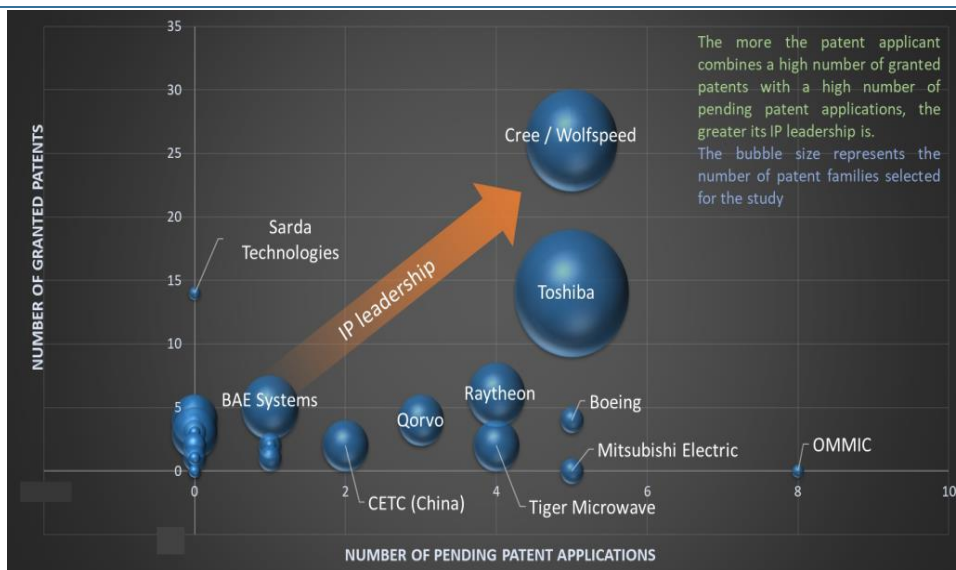 35
The more the patent applicant
combines a high number of granted
patents with a high number of
pending patent applications, the
greater its IP leadership is.
The bubble size represents the
number of patent families selected
for the study
30
Cree / Wolfspeed
25
20
Sarda
Technologies
15
Toshiba
IP leadership
10
NUMBER OF GRANTED PATENTS
5
BAE Systems
Raytheon
Qorvo
Boeing
Mitsubishi Electric
OMMIC
0
0
2
4
6
8
10
CETC (China)
Tiger Microwave
NUMBER OF PENDING PATENT APPLICATIONS